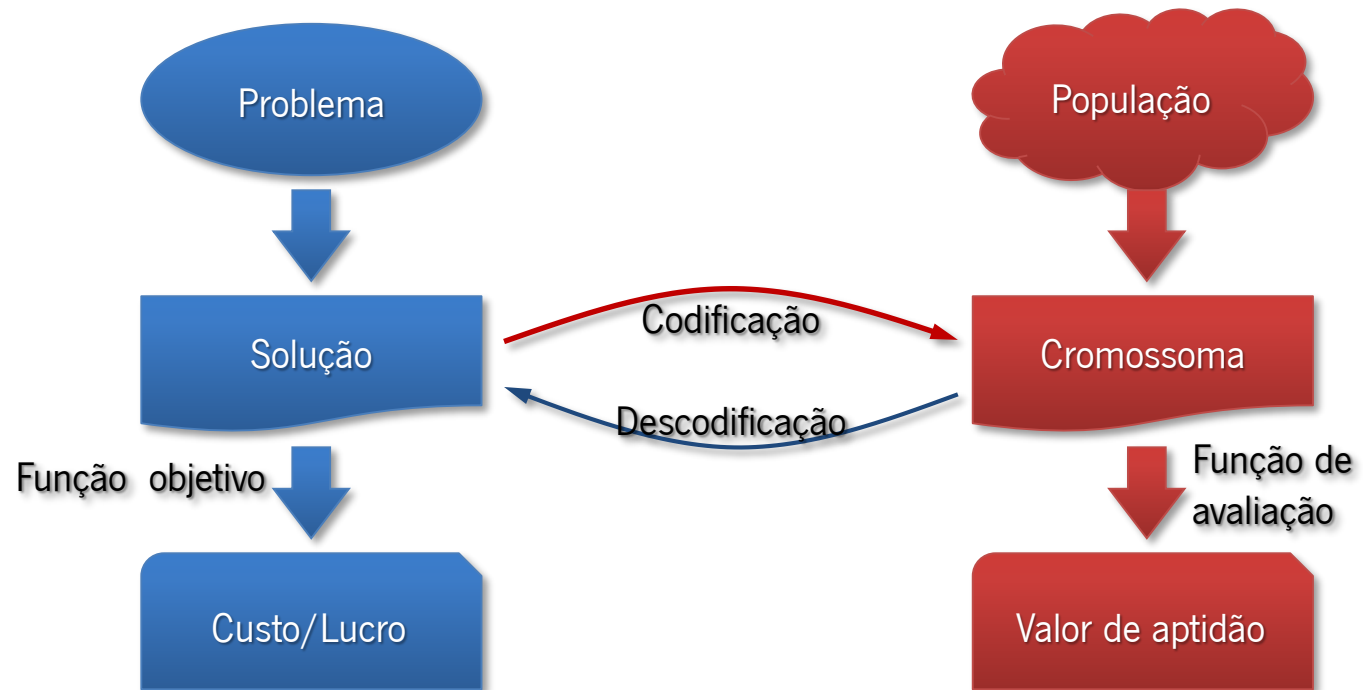 Problema
População
Solução
Codificação
Cromossoma
Descodificação
Função objetivo
Função de
avaliação
Custo/Lucro
Valor de aptidão